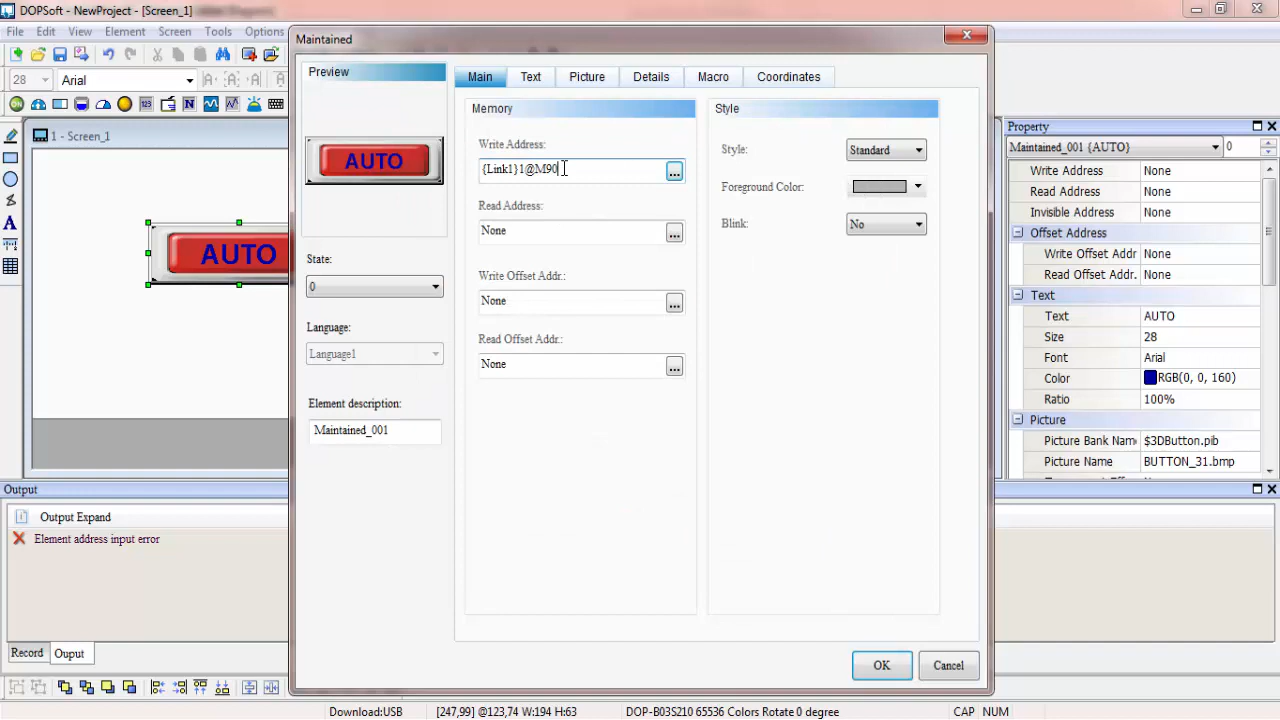 DOPSoft - NewProject - [Screen_1]
File Edit View Element Screen Tools Options
28 Arial
1 - Screen_1
AUTO
Output
Output Expand
Element address input error
Record Ouput
Maintained
Preview
AUTO
State:
0
Language:
Language1
Element description:
Maintained_001
Main Text Picture Details Macro Coordinates
Memory
Write Address:
{Link1}1@M90
...
Read Address:
None
...
Write Offset Addr.:
None
...
Read Offset Addr.:
None
...
Style
Style: Standard
Foreground Color:
Blink: No
OK Cancel
Property
Maintained_001 {AUTO} 0
Write Address None
Read Address None
Invisible Address None
Offset Address
Write Offset Addr None
Read Offset Addr. None
Text
Text AUTO
Size 28
Font Arial
Color RGB(0, 0, 160)
Ratio 100%
Picture
Picture Bank Nam $3DButton.pib
Picture Name BUTTON_31.bmp
Download:USB [247,99] @123,74 W:194 H:63 DOP-B03S210 65536 Colors Rotate 0 degree CAP NUM